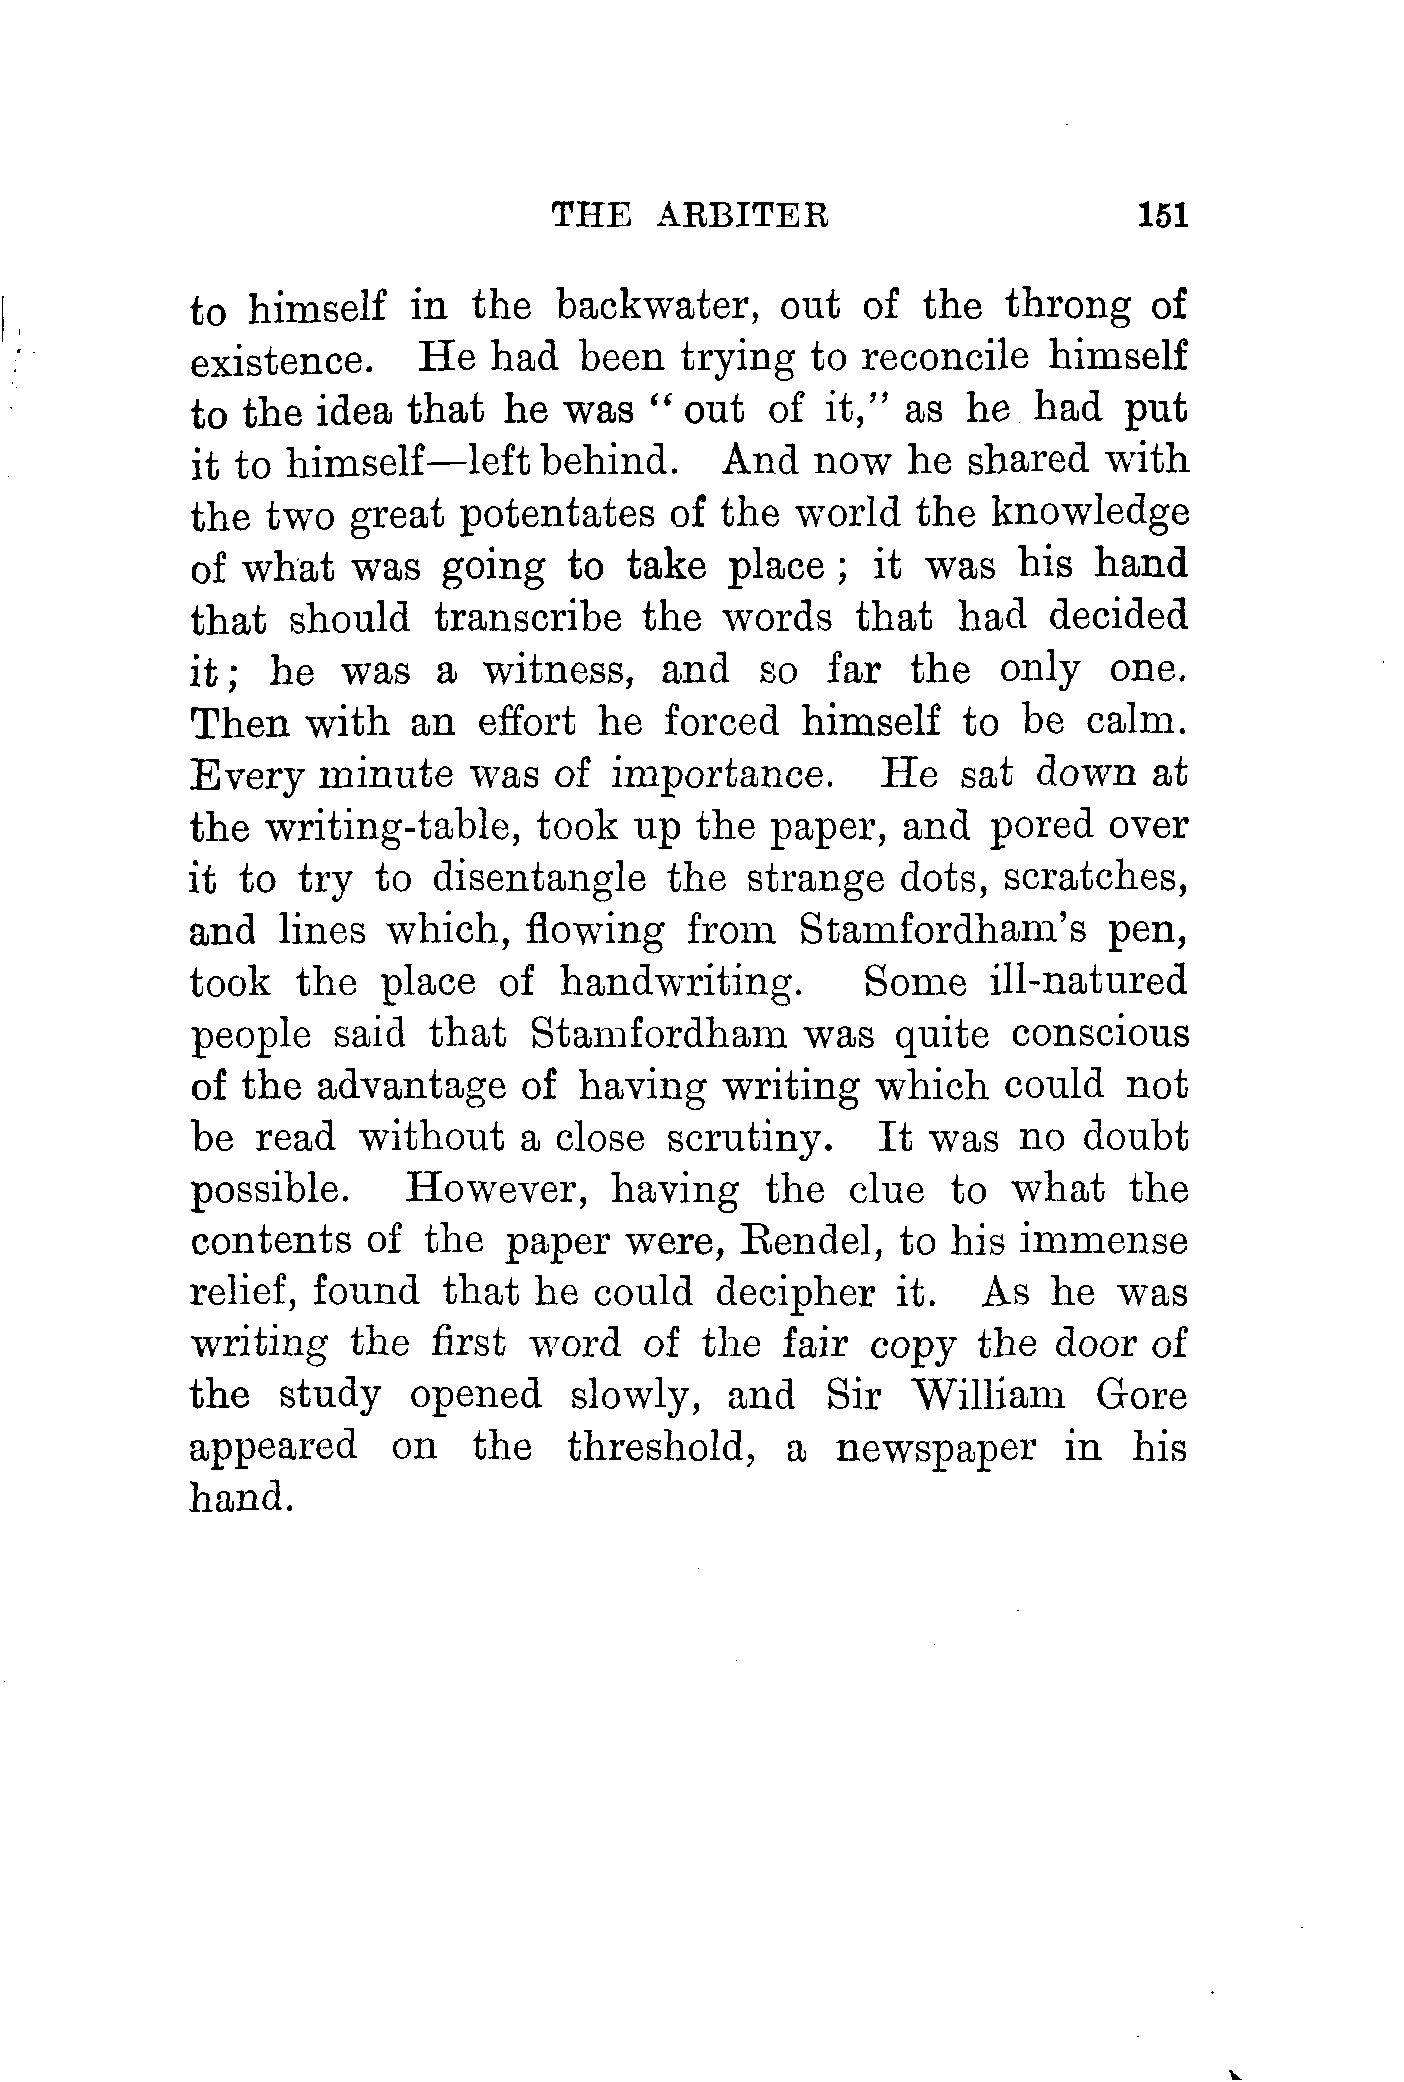 THE ARBITER 151
to himself in the backwater, out of the throng of
existence. He had been trying to reconcile himself
to the idea that he was “ out of it,” as he had put
it to himself—left behind. And now he shared with
the two great potentates of the world the knowledge
of what was going to take place ; it was his hand
that should transcribe the words that had decided
it ; he was a witness, and so far the only one.
Then with an effort he forced himself to be calm.
Every minute was of importance. He sat down at
the writing-table, took up the paper, and pored over
it to try to disentangle the strange dots, scratches,
and lines which, flowing from Stamfordham’s pen,
took the place of handwriting. Some ill-natured
people said that Stamfordham was quite conscious
of the advantage of having writing which could not
be read without a close scrutiny. It was no doubt
possible. However, having the clue to what the
contents of the paper were, Rendel, to his immense
relief, found that he could decipher it. As he was
writing the first word of the fair copy the door of
the study opened slowly, and Sir William Gore
appeared on the threshold, a newspaper in his
hand.